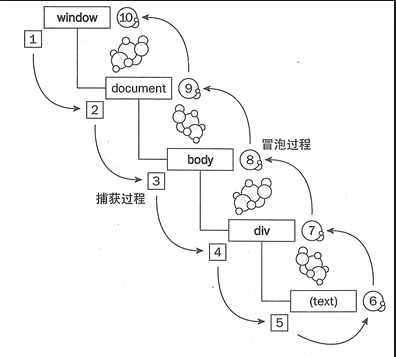 window 10
1
document 9
2
冒泡过程
body 8
3
捕获过程
div 7
4
(text) 6
5